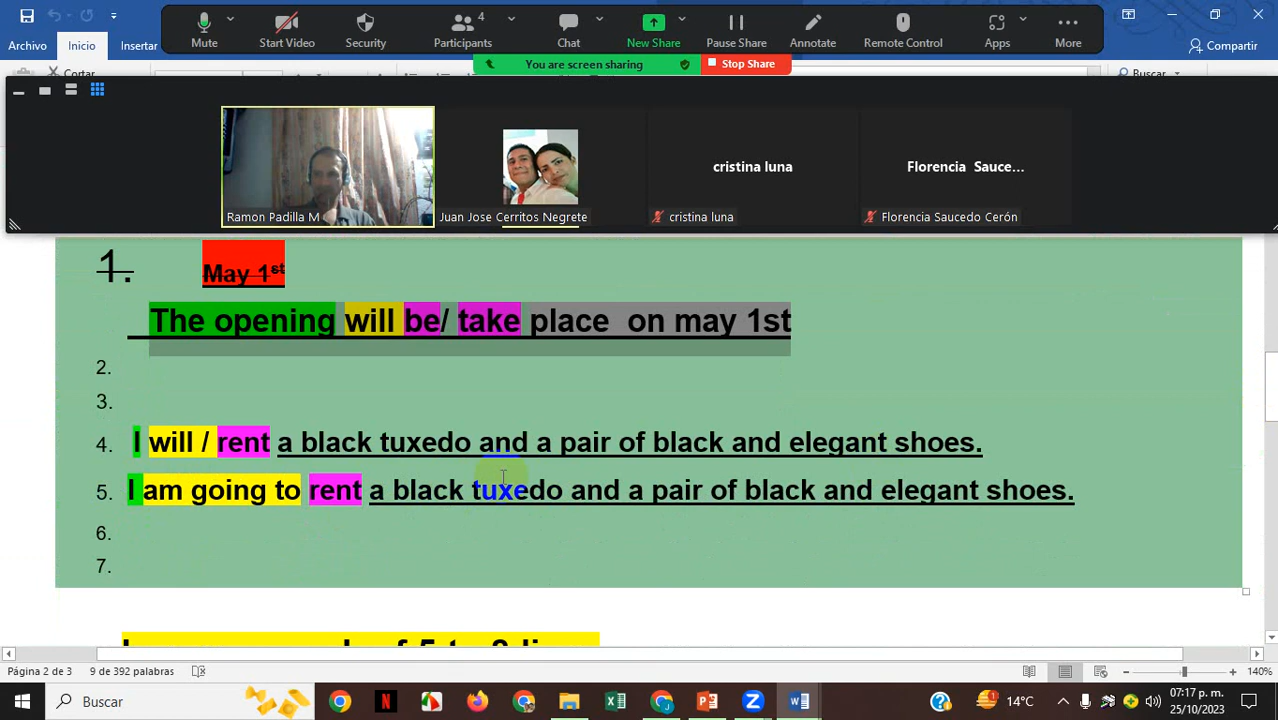 Archivo Inicio Insertar
Compartir
Cortar
Buscar
Mute Start Video Security Participants 4 Chat New Share Pause Share Annotate Remote Control Apps More
You are screen sharing Stop Share
cristina luna
Florencia Sauce...
Ramon Padilla M
Juan Jose Cerritos Negrete
cristina luna
Florencia Saucedo Cerón
1. May 1st
The opening will be/ take place on may 1st
2.
3.
4. I will / rent a black tuxedo and a pair of black and elegant shoes.
5. I am going to rent a black tuxedo and a pair of black and elegant shoes.
6.
7.
Página 2 de 3 9 de 392 palabras 140%
Buscar
14°C
07:17 p. m.
25/10/2023